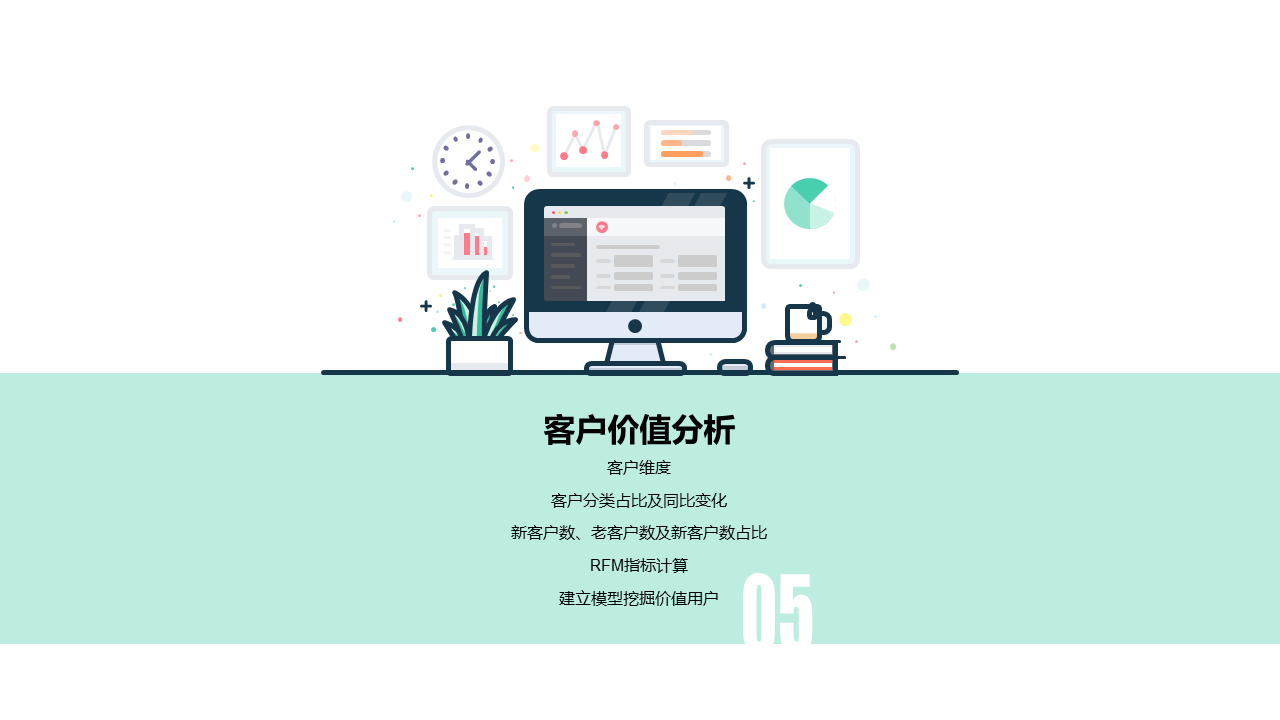 客户价值分析
客户维度
客户分类占比及同比变化
新客户数、老客户数及新客户数占比
RFM指标计算
建立模型挖掘价值用户
05